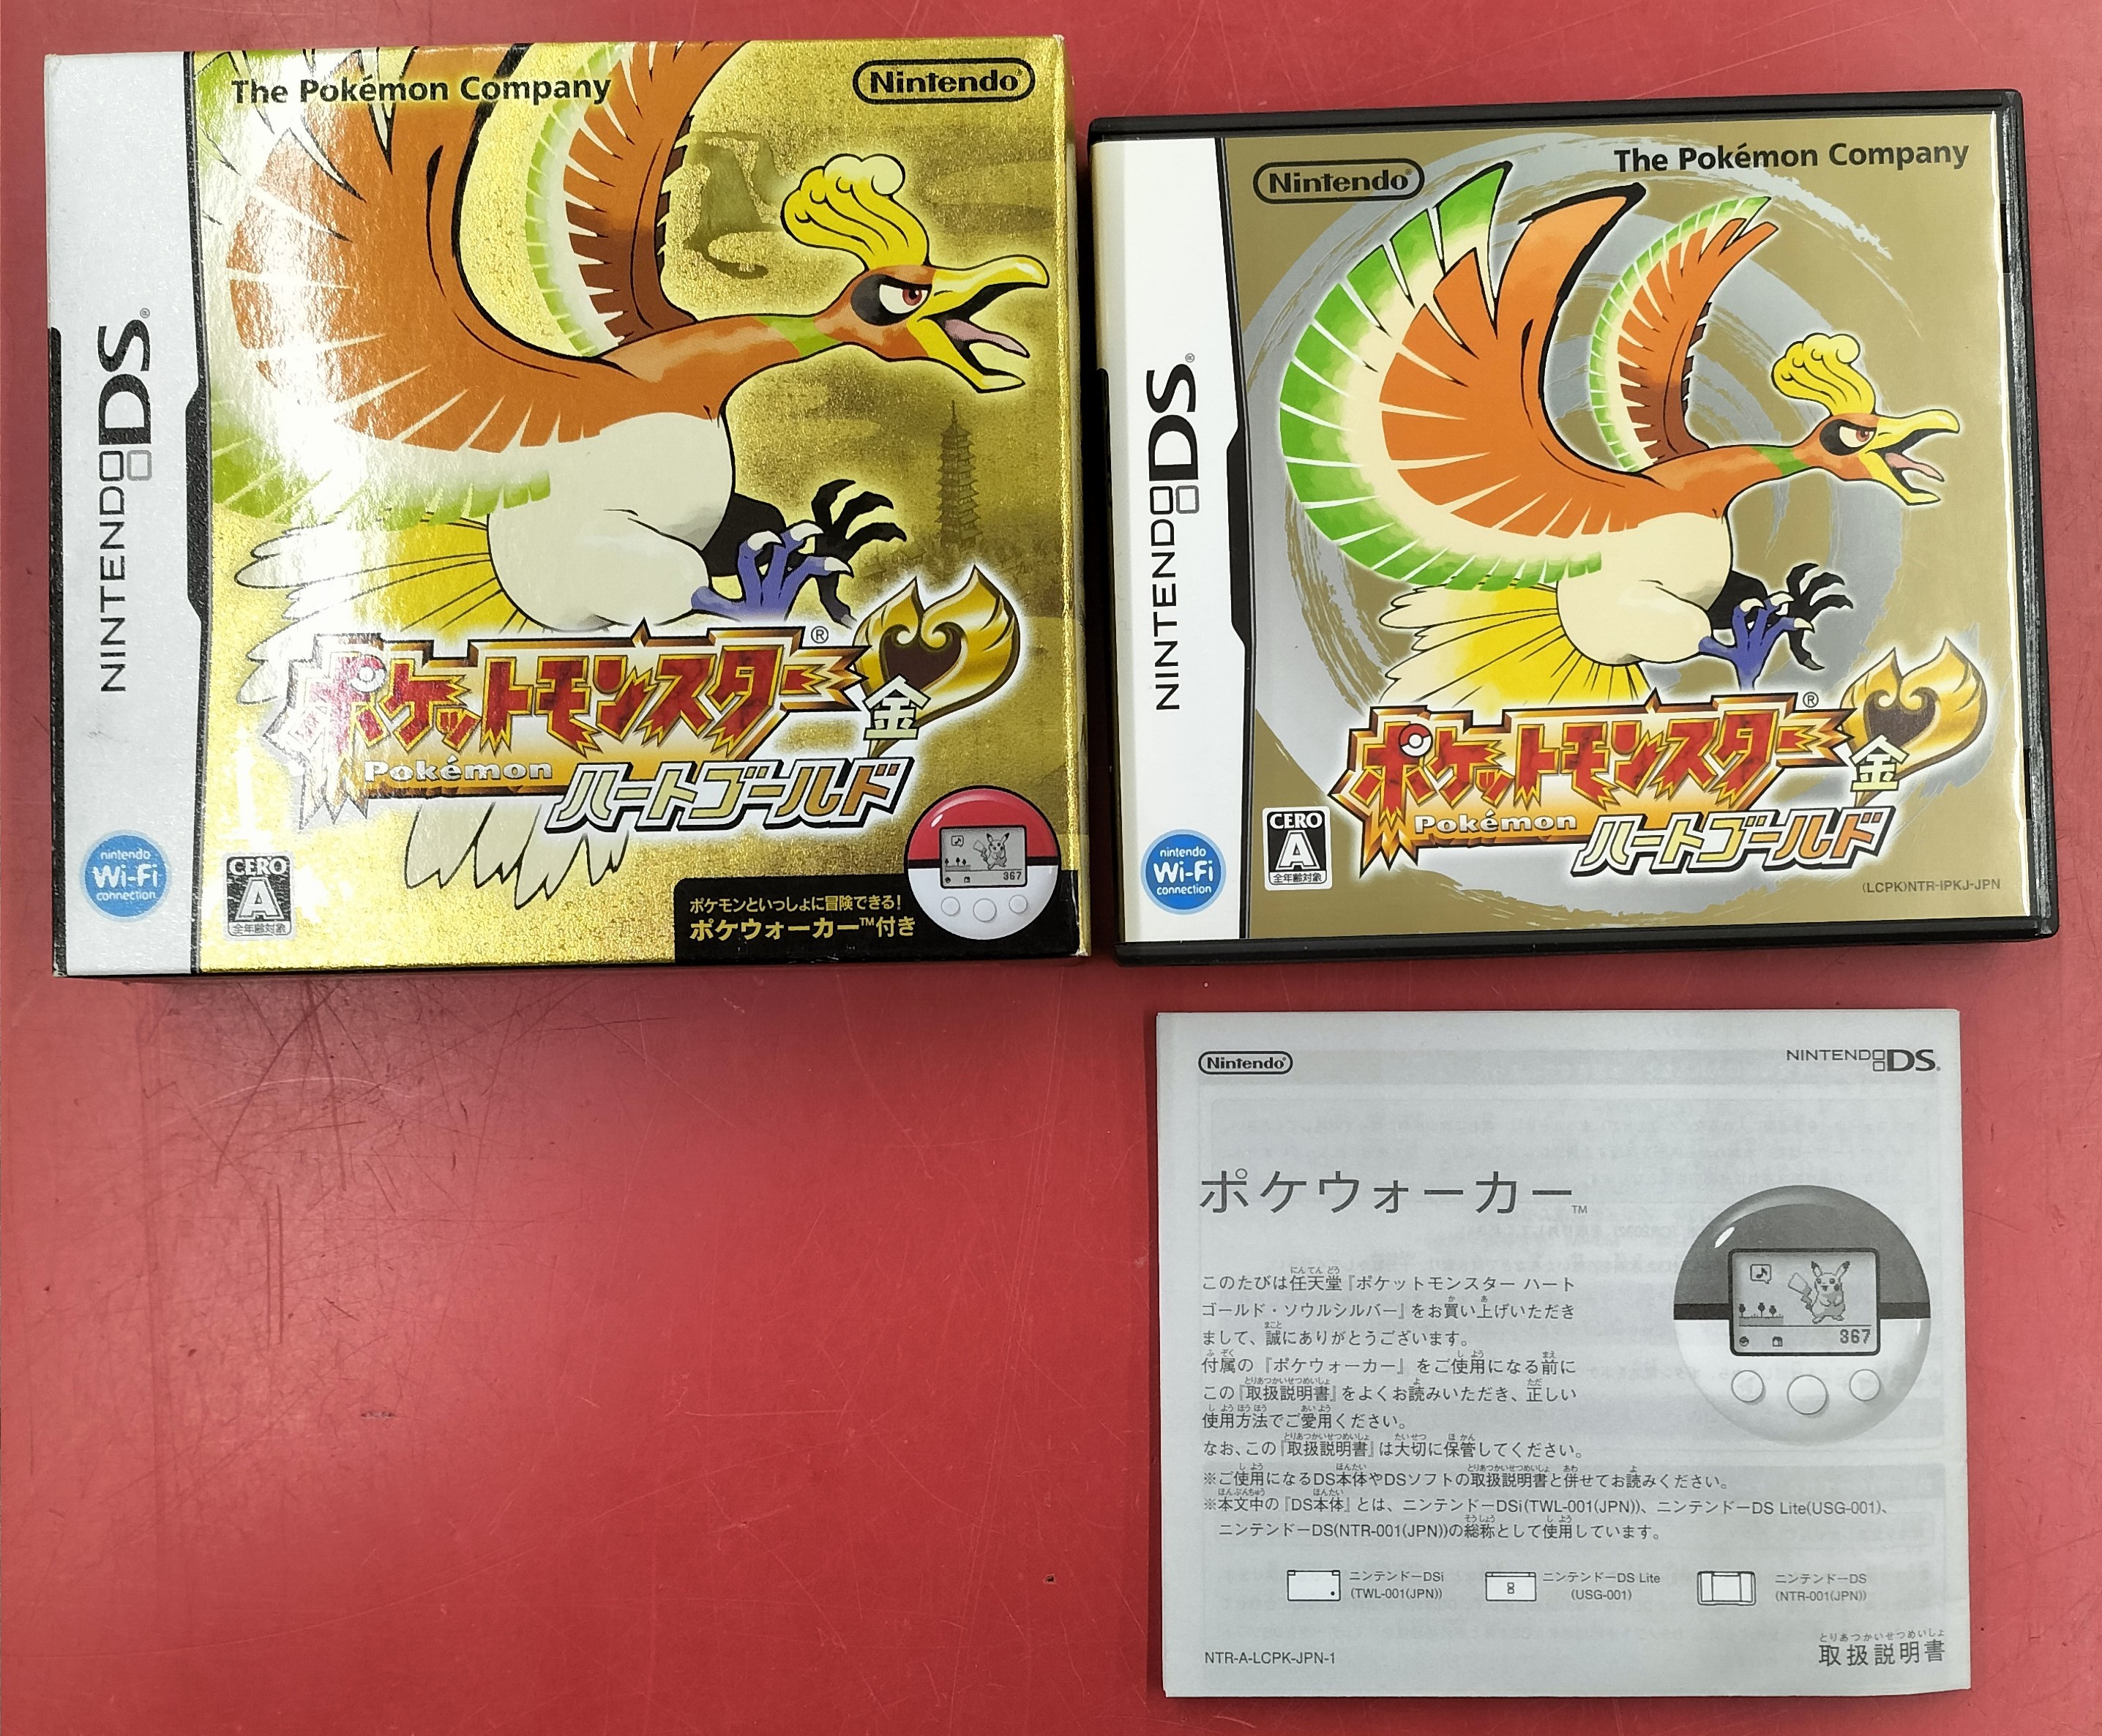 The Pokémon Company
Nintendo®
NINTENDO DS®
ポケットモンスター®
金
Pokémon
ハートゴールド
nintendo
Wi-Fi
connection
CERO
A
全年齢対象
367
ポケモンといっしょに冒険できる!
ポケウォーカー™付き
Nintendo®
The Pokémon Company
NINTENDO DS®
ポケットモンスター®
金
Pokémon
ハートゴールド
nintendo
Wi-Fi
connection
CERO
A
全年齢対象
(LCPK)NTR-IPKJ-JPN
Nintendo®
NINTENDO DS®
ポケウォーカー™
このたびは任天堂『ポケットモンスター ハート
ゴールド・ソウルシルバー』をお買い上げいただき
まして、誠にありがとうございます。
付属の『ポケウォーカー』をご使用になる前に
この『取扱説明書』をよくお読みいただき、正しい
使用方法でご愛用ください。
なお、この『取扱説明書』は大切に保管してください。
※ご使用になるDS本体やDSソフトの取扱説明書と併せてお読みください。
※本文中の『DS本体』とは、ニンテンドーDSi(TWL-001(JPN))、ニンテンドーDS Lite(USG-001)、
ニンテンドーDS(NTR-001(JPN))の総称として使用しています。
367
ニンテンドーDSi
(TWL-001(JPN))
ニンテンドーDS Lite
(USG-001)
ニンテンドーDS
(NTR-001(JPN))
NTR-A-LCPK-JPN-1
とりあつかいせつめいしょ
取扱説明書